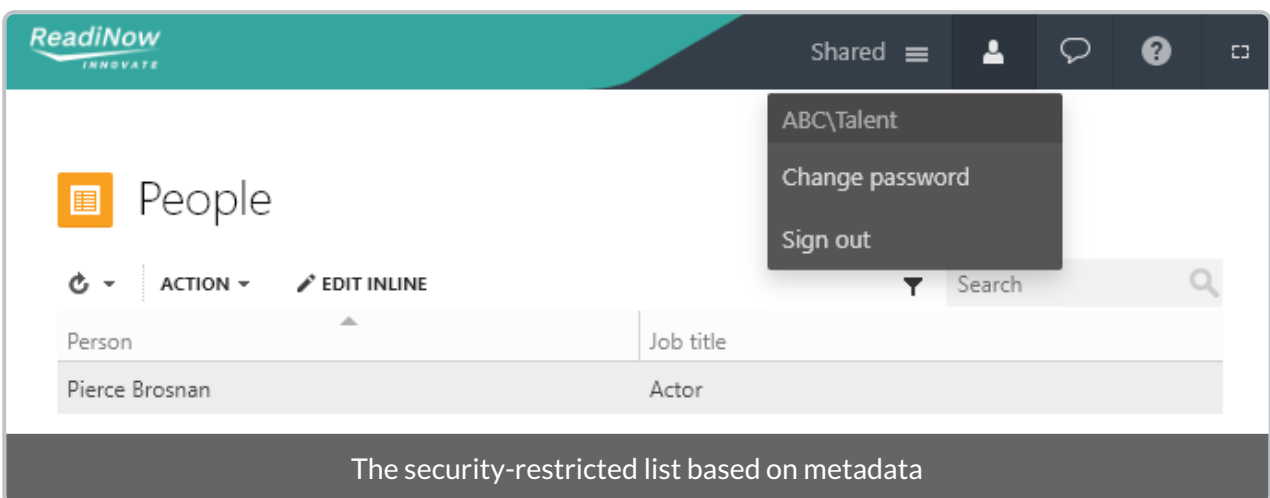 ReadiNow
INNOVATE
Shared
ABC\Talent
Change password
Sign out
People
ACTION
EDIT INLINE
Search
Person
Job title
Pierce Brosnan
Actor
The security-restricted list based on metadata